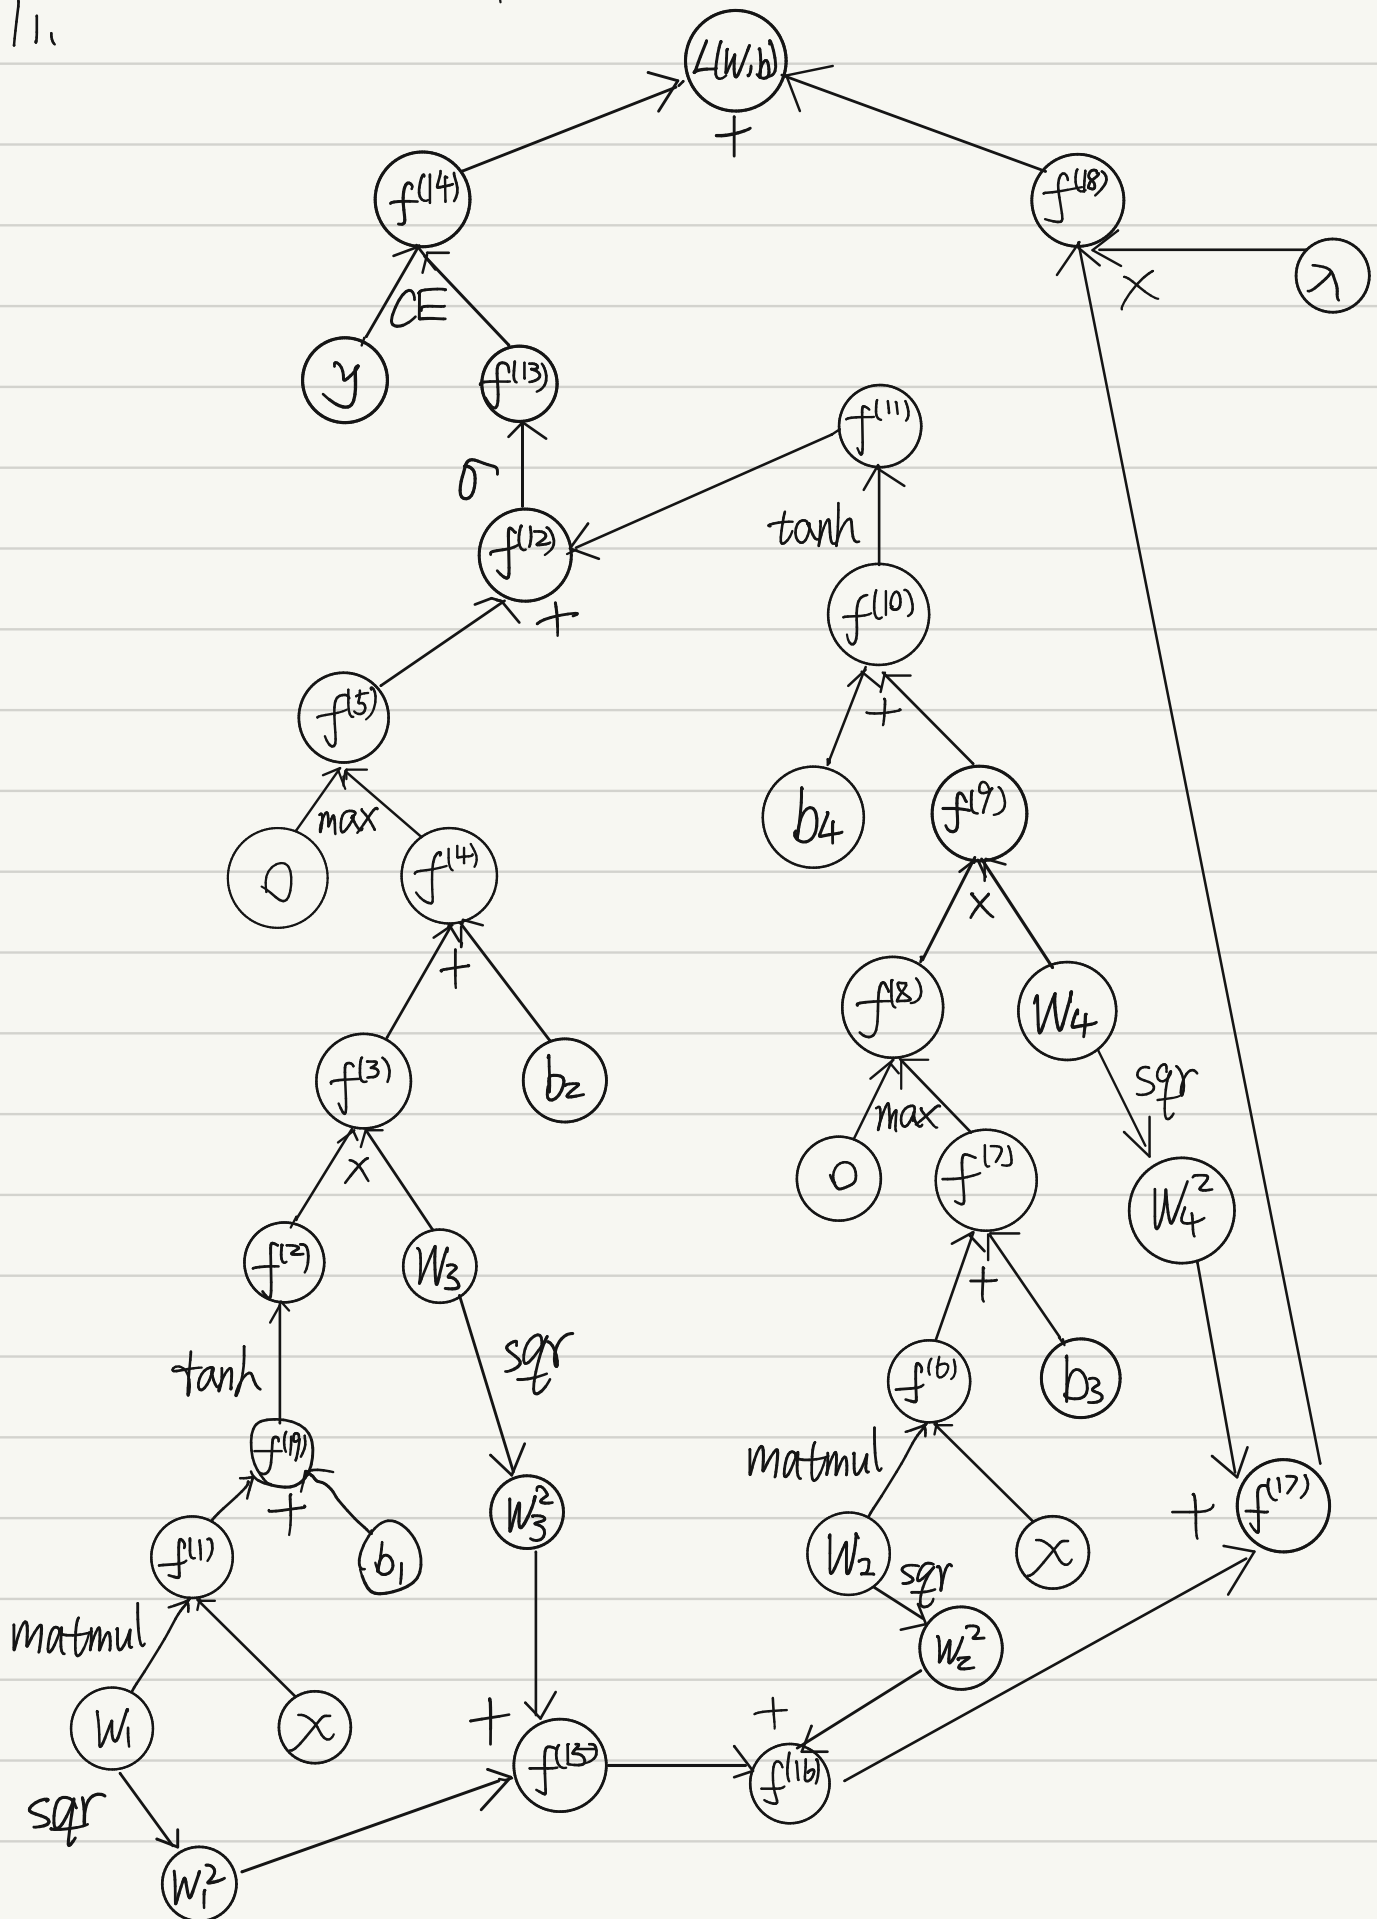 11.
L(W,b)
+
f(14)
f(18)
x
λ
CE
y
f(13)
f(11)
σ
tanh
f(12)
+
f(10)
f(5)
+
max
b4
f(9)
0
f(4)
x
+
f(8)
W4
f(3)
b2
sqr
max
x
0
f(7)
W4²
f(2)
W3
+
tanh
sqr
f(6)
b3
f(19)
matmul
+
W3²
+
f(17)
f(1)
b1
W2
x
sqr
matmul
W2²
W1
x
+
+
f(15)
f(16)
sqr
W1²